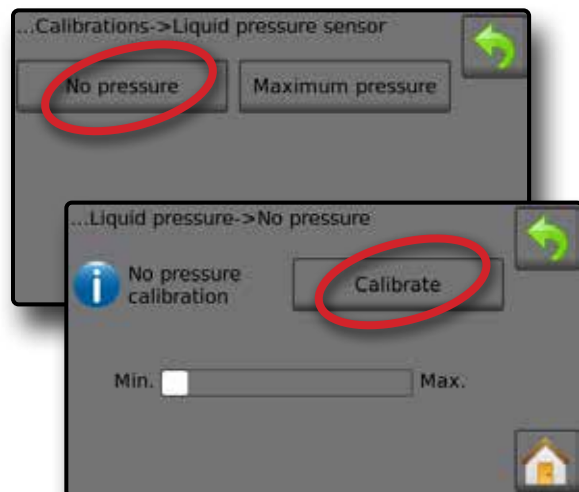 ...Calibrations->Liquid pressure sensor
No pressure
Maximum pressure
...Liquid pressure->No pressure
No pressure
calibration
Calibrate
Min.
Max.